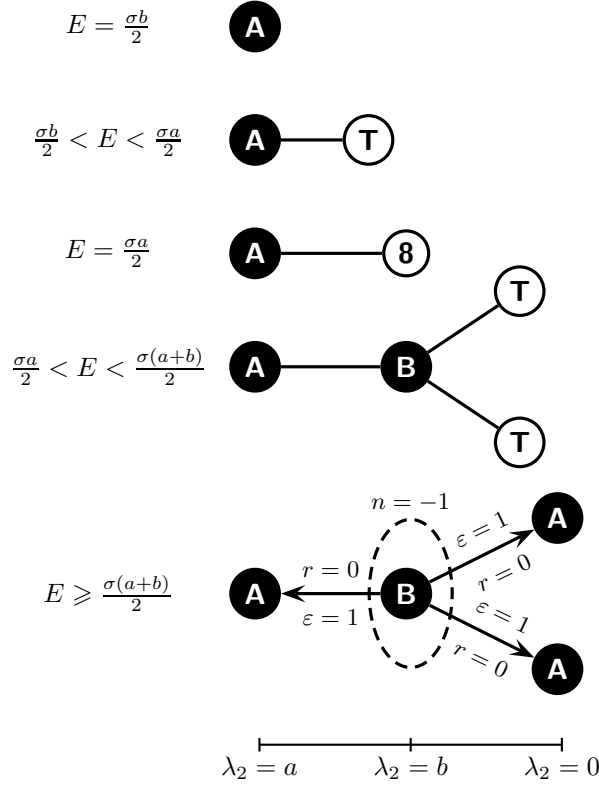 E = σb/2 A
σb/2 < E < σa/2 A T
E = σa/2 A 8
T
σa/2 < E < σ(a+b)/2 A B
T
n = −1
ε = 1 A
r = 0 r = 0
E ⩾ σ(a+b)/2 A B
ε = 1 ε = 1
r = 0 A
λ₂ = a λ₂ = b λ₂ = 0